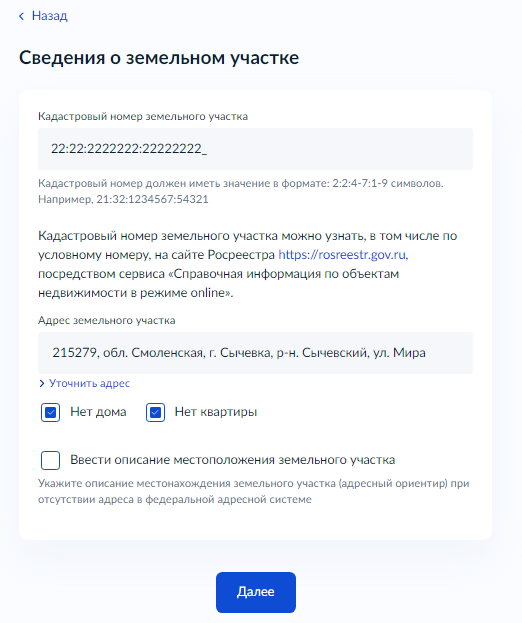 Назад
Сведения о земельном участке
Кадастровый номер земельного участка
22:22:2222222:22222222_
Кадастровый номер должен иметь значение в формате: 2:2:4-7:1-9 символов.
Например, 21:32:1234567:54321
Кадастровый номер земельного участка можно узнать, в том числе по
условному номеру, на сайте Росреестра https://rosreestr.gov.ru,
посредством сервиса «Справочная информация по объектам
недвижимости в режиме online».
Адрес земельного участка
215279, обл. Смоленская, г. Сычевка, р-н. Сычевский, ул. Мира
Уточнить адрес
Нет дома Нет квартиры
Ввести описание местоположения земельного участка
Укажите описание местонахождения земельного участка (адресный ориентир) при
отсутствии адреса в федеральной адресной системе
Далее